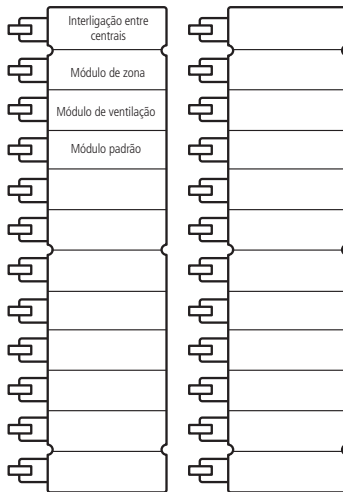 Interligação entre
centrais
Módulo de zona
Módulo de ventilação
Módulo padrão